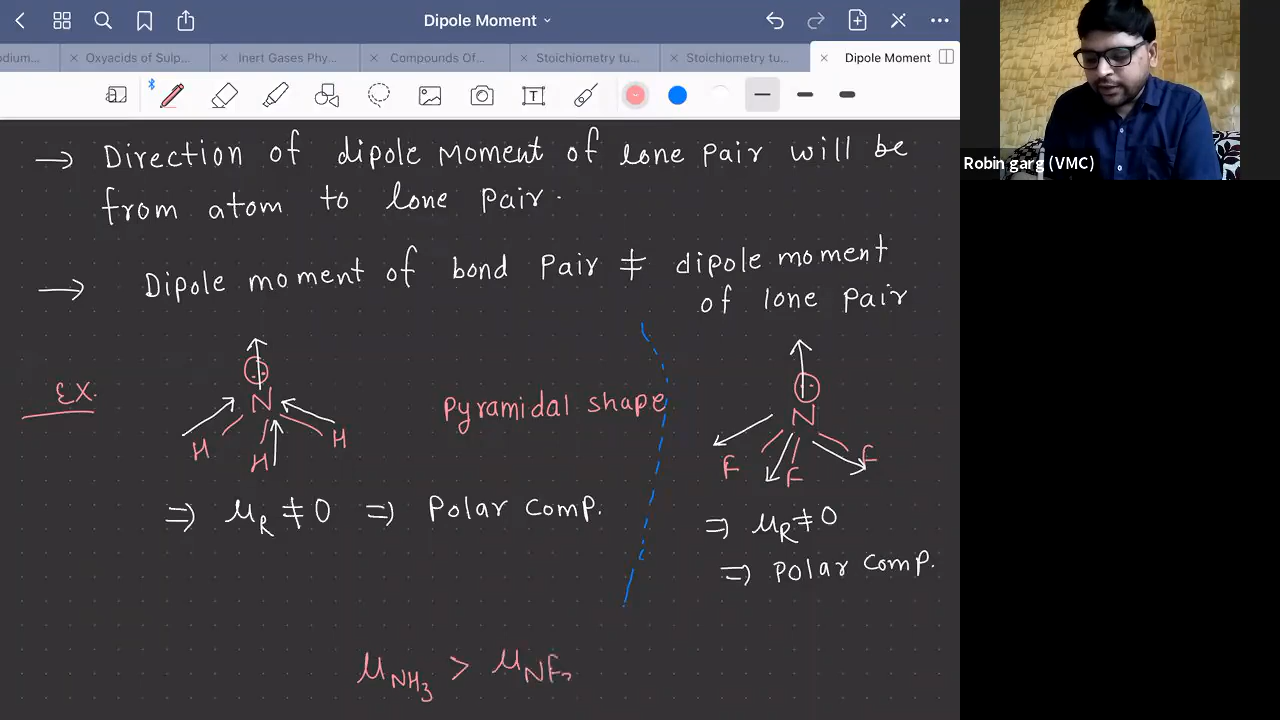 Dipole Moment
odium...
Oxyacids of Sulp...
Inert Gases Phy...
Compounds Of...
Stoichiometry tu...
Stoichiometry tu...
Dipole Moment
T
Robin garg (VMC)
→ Direction of dipole Moment of lone Pair will be
from atom to lone Pair.
→ Dipole moment of bond Pair ≠ dipole moment
of lone Pair
EX.
N
H
H
H
Pyramidal shape
N
F
F
F
⇒ μR ≠ 0 ⇒ Polar Comp.
⇒ μR ≠ 0
⇒ Polar Comp.
μNH3 > μNF3